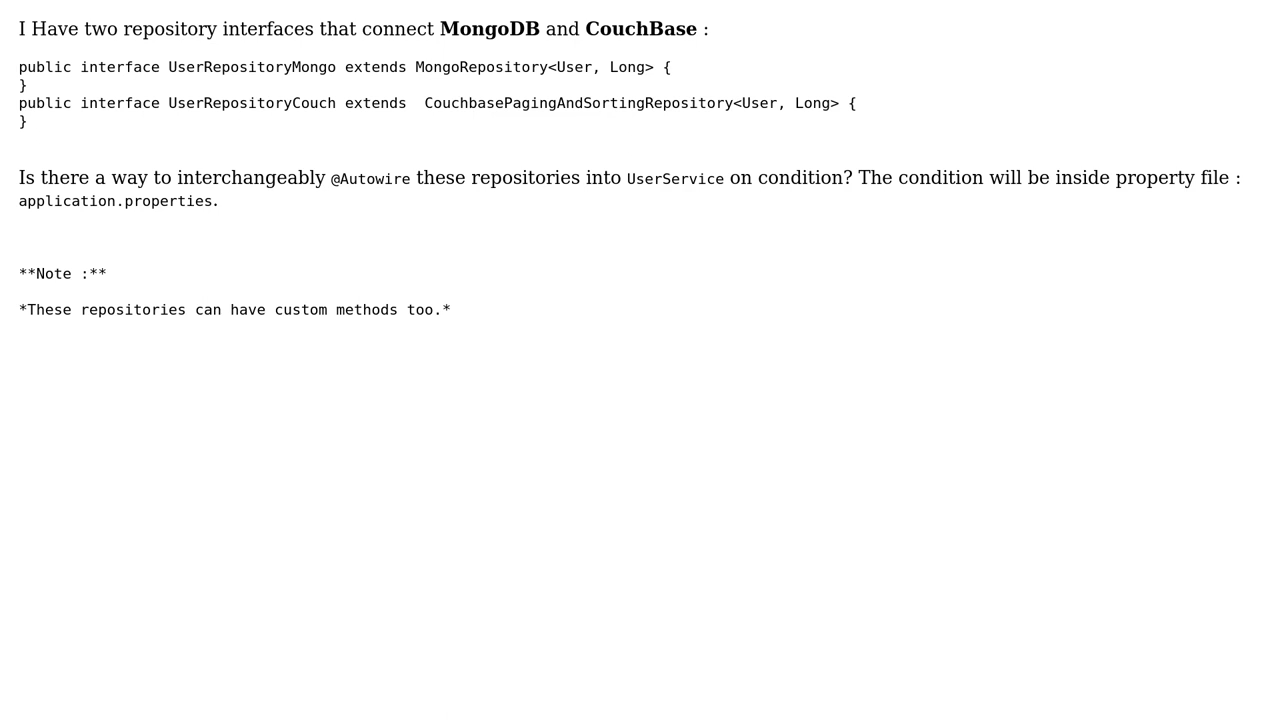 I Have two repository interfaces that connect MongoDB and CouchBase :
public interface UserRepositoryMongo extends MongoRepository<User, Long> {
}
public interface UserRepositoryCouch extends  CouchbasePagingAndSortingRepository<User, Long> {
}
Is there a way to interchangeably @Autowire these repositories into UserService on condition? The condition will be inside property file :
application.properties.
**Note :**
*These repositories can have custom methods too.*